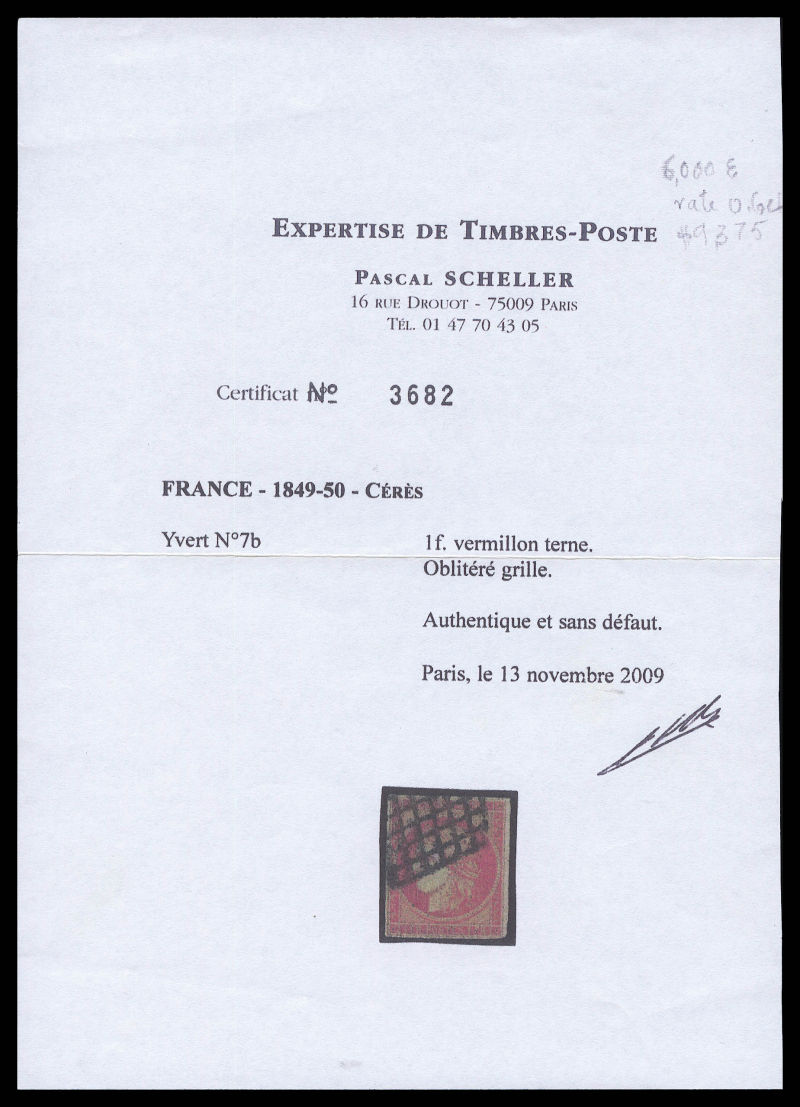 6,000 £
rate
$9375
EXPERTISE DE TIMBRES-POSTE
PASCAL SCHELLER
16 RUE DROUOT - 75009 PARIS
TÉL. 01 47 70 43 05
Certificat Nº 3682
FRANCE - 1849-50 - CÉRÈS
Yvert N°7b 1f. vermillon terne.
Oblitéré grille.
Authentique et sans défaut.
Paris, le 13 novembre 2009